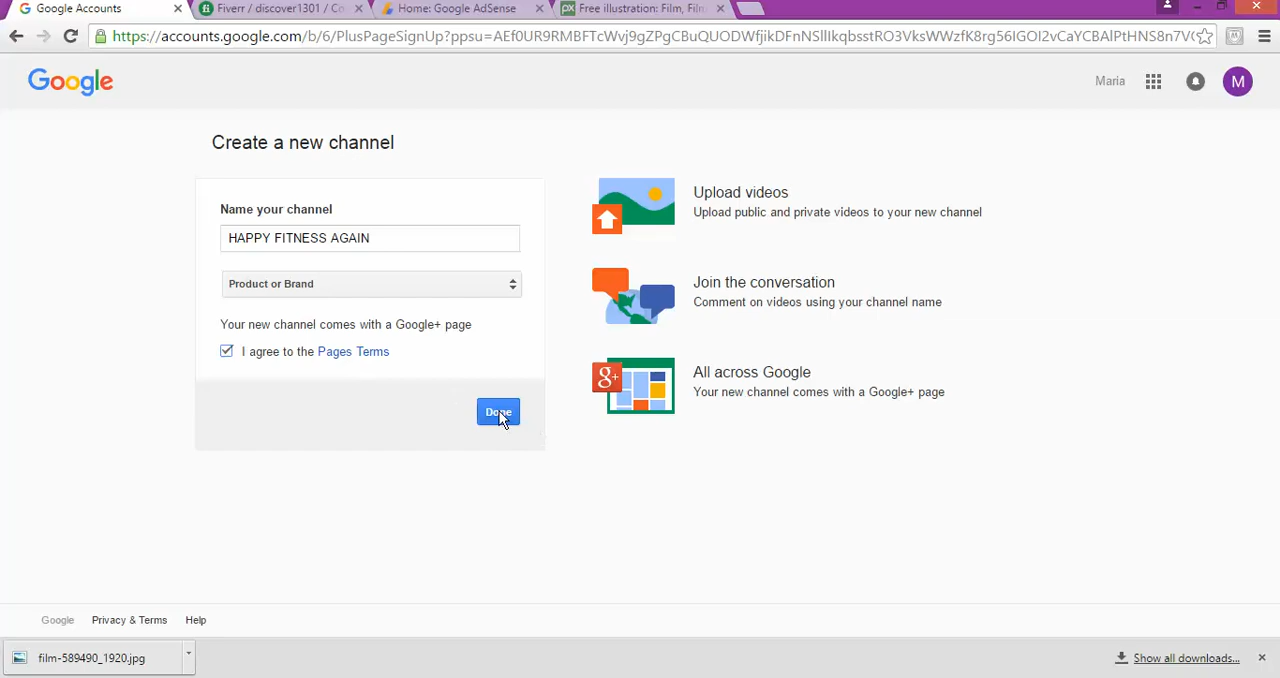 Google Accounts
Fiverr / discover1301 / Co
Home: Google AdSense
Free illustration: Film, Film
https://accounts.google.com/b/6/PlusPageSignUp?ppsu=
Google
Maria
M
Create a new channel
Name your channel
HAPPY FITNESS AGAIN
Product or Brand
Your new channel comes with a Google+ page
I agree to the Pages Terms
Done
Upload videos
Upload public and private videos to your new channel
Join the conversation
Comment on videos using your channel name
g+
All across Google
Your new channel comes with a Google+ page
Google Privacy & Terms Help
film-589490_1920.jpg
Show all downloads...